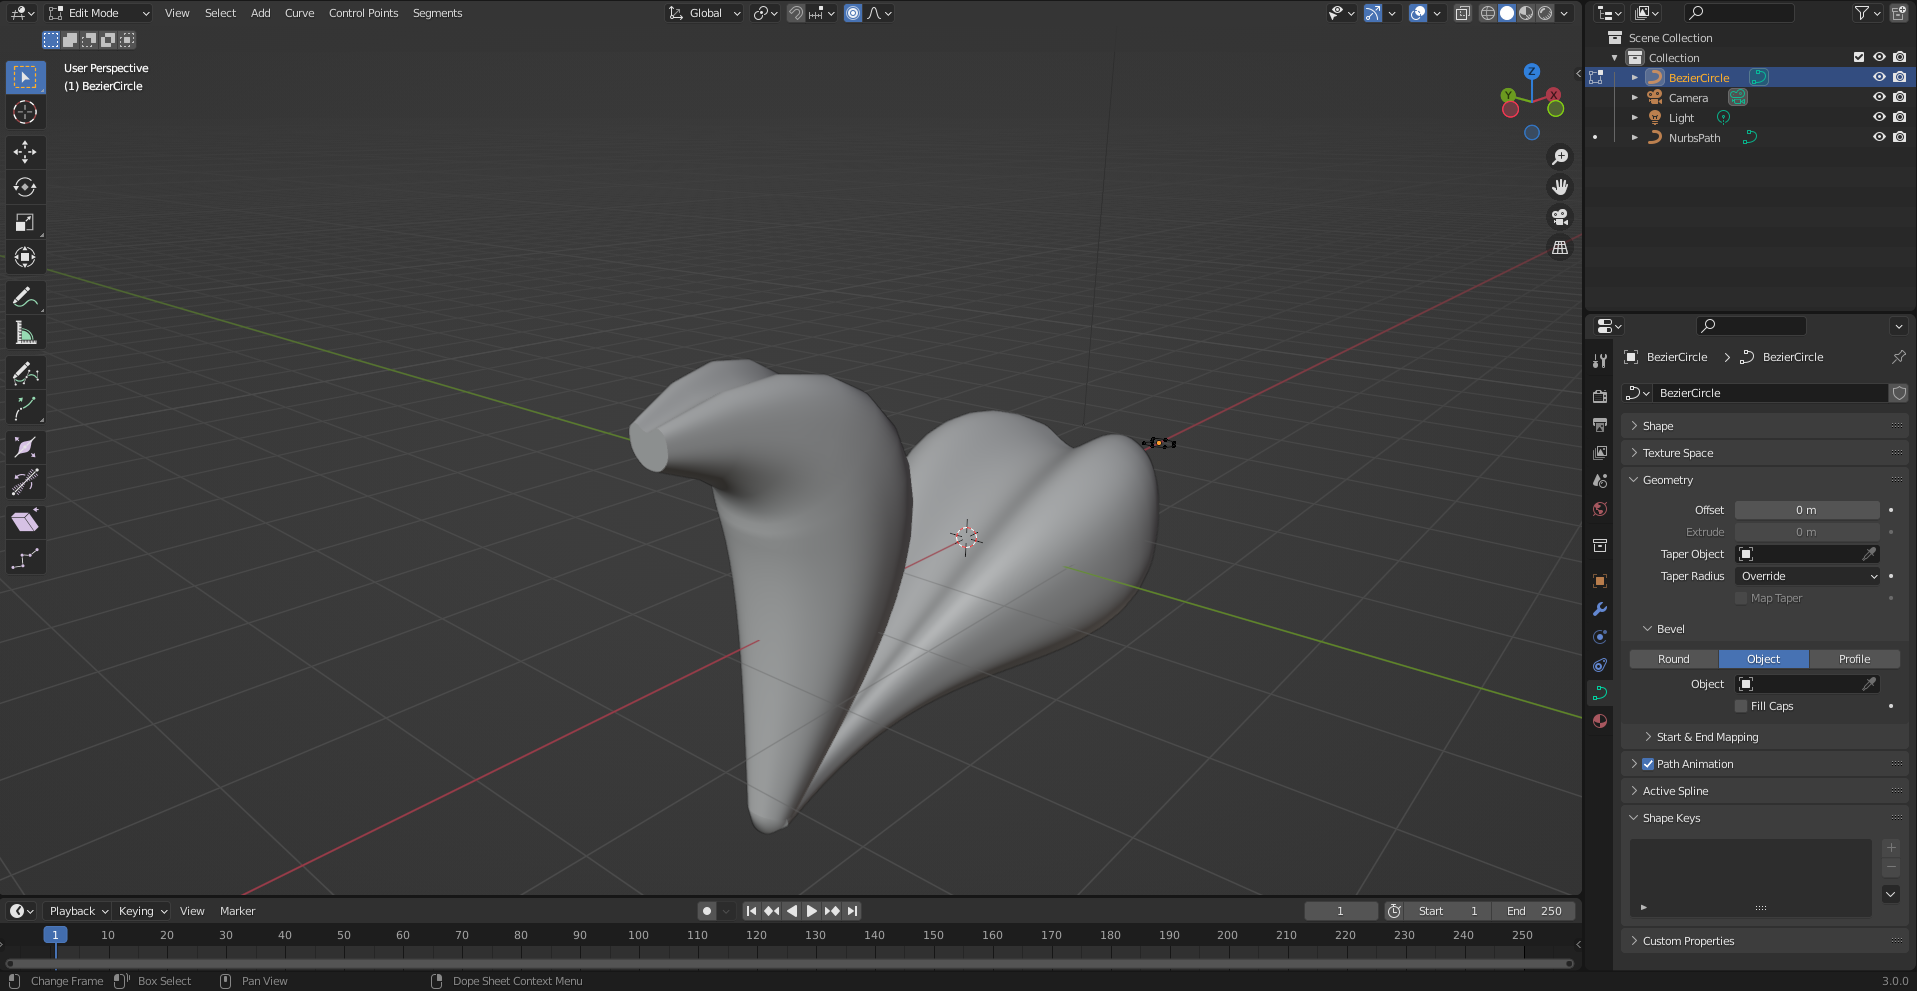 Edit Mode View Select Add Curve Control Points Segments Global
User Perspective
(1) BezierCircle
Z
Y X
Scene Collection
Collection
BezierCircle
Camera
Light
NurbsPath
BezierCircle > BezierCircle
BezierCircle
Shape
Texture Space
Geometry
Offset 0 m
Extrude 0 m
Taper Object
Taper Radius Override
Map Taper
Bevel
Round Object Profile
Object
Fill Caps
Start & End Mapping
Path Animation
Active Spline
Shape Keys
Custom Properties
Playback Keying View Marker 1 Start 1 End 250
1 10 20 30 40 50 60 70 80 90 100 110 120 130 140 150 160 170 180 190 200 210 220 230 240 250
Change Frame Box Select Pan View Dope Sheet Context Menu 3.0.0